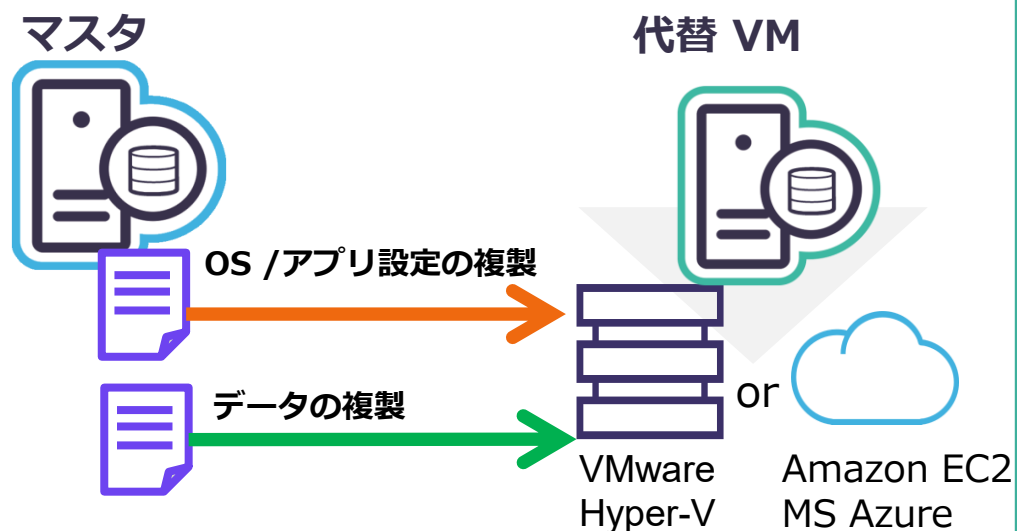 マスタ
代替 VM
OS /アプリ設定の複製
データの複製
or
VMware
Hyper-V
Amazon EC2
MS Azure